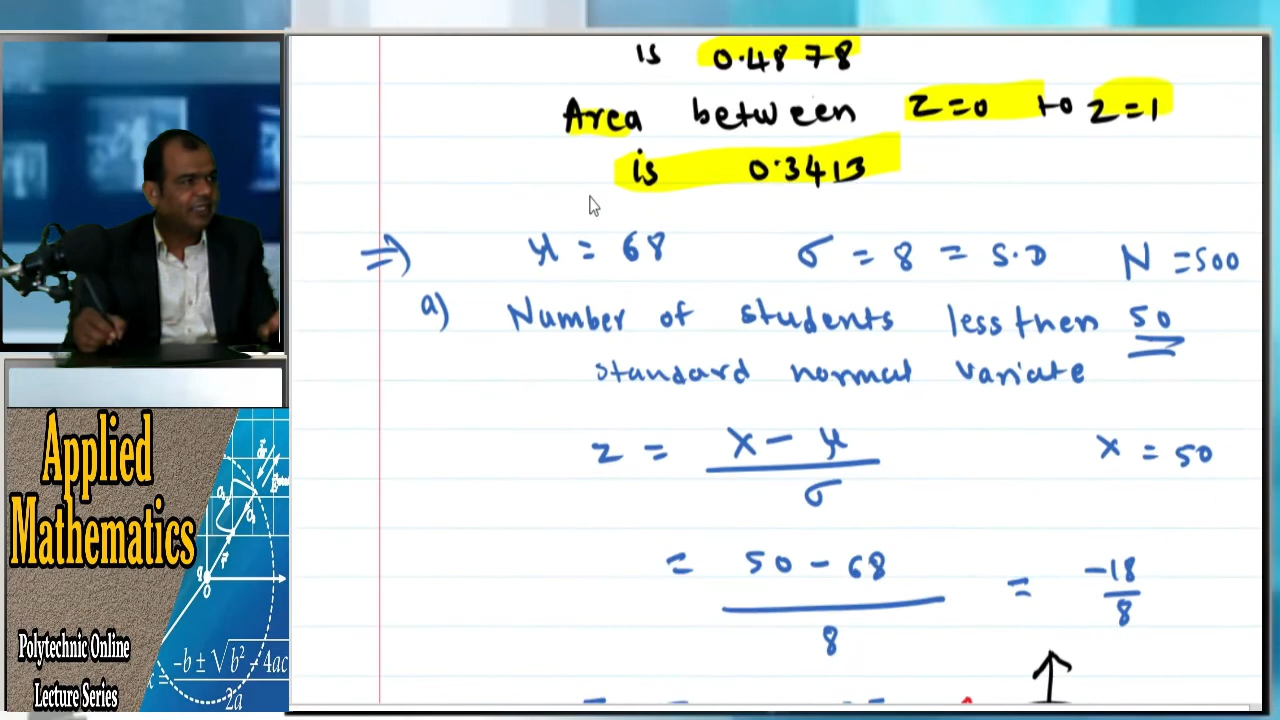 is 0.4878
Area between z=0 to z=1
is 0.3413
⇒) μ = 68 σ = 8 = S.D N = 500
a) Number of students less then 50
standard normal variate
z = x - μ / σ x = 50
= 50 - 68 / 8 = -18 / 8
Applied
Mathematics
Polytechnic Online
Lecture Series
-b ± √b² - 4ac
2a